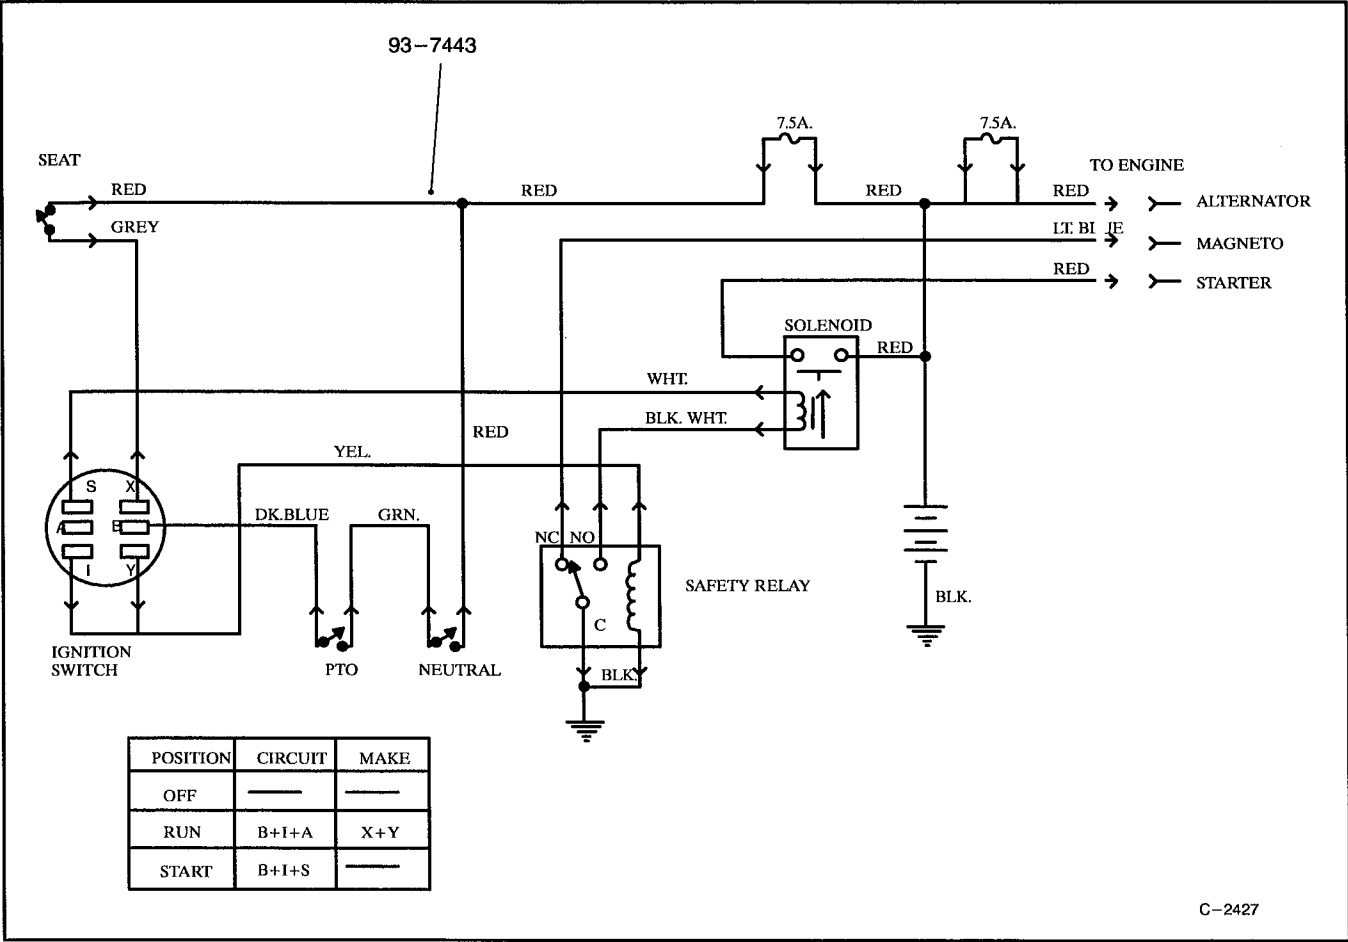 93-7443
7.5A.
7.5A.
SEAT
TO ENGINE
RED
RED
RED
RED
ALTERNATOR
GREY
MAGNETO
RED
STARTER
SOLENOID
RED
WHT.
BLK. WHT.
RED
YEL.
S X
DK.BLUE
GRN.
A B
NC NO
I Y
SAFETY RELAY
BLK.
C
IGNITION
SWITCH
PTO
NEUTRAL
BLK.
POSITION CIRCUIT MAKE
OFF — —
RUN B+I+A X+Y
START B+I+S —
C-2427